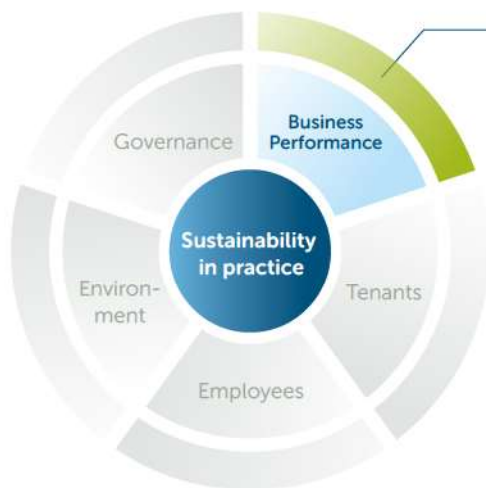 Governance
Business
Performance
Sustainability
in practice
Environ-
ment
Tenants
Employees